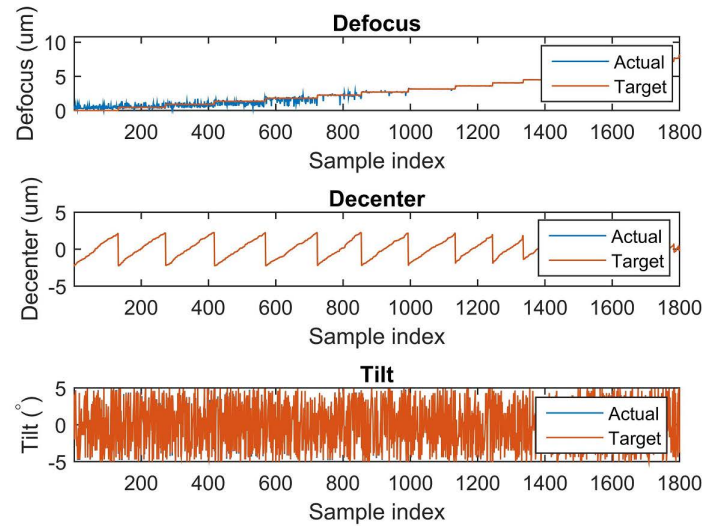 Defocus
10
5
0
Defocus (um)
Actual
Target
200 400 600 800 1000 1200 1400 1600 1800
Sample index
Decenter
5
0
-5
Decenter (um)
Actual
Target
200 400 600 800 1000 1200 1400 1600 1800
Sample index
Tilt
5
0
-5
Tilt (°)
Actual
Target
200 400 600 800 1000 1200 1400 1600 1800
Sample index